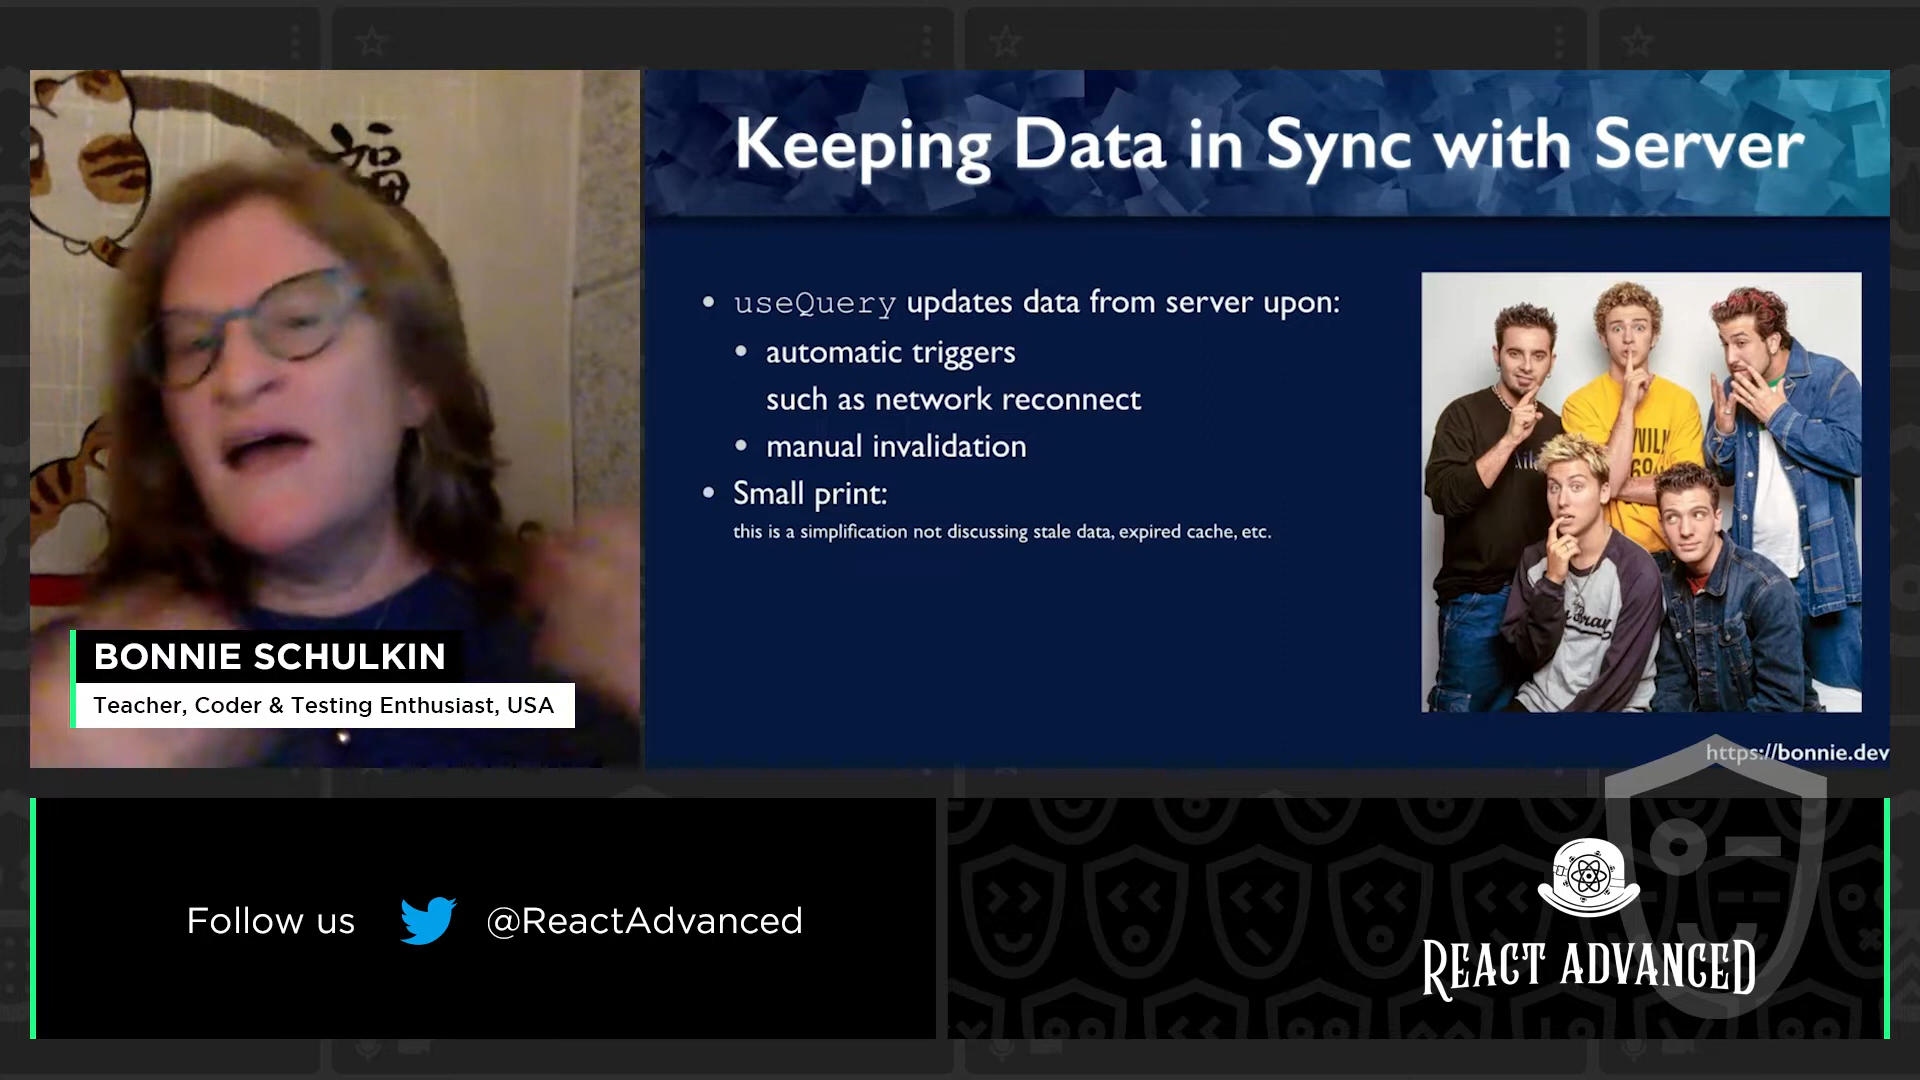 福
Keeping Data in Sync with Server
useQuery updates data from server upon:
automatic triggers
such as network reconnect
manual invalidation
Small print:
this is a simplification not discussing stale data, expired cache, etc.
https://bonnie.dev
BONNIE SCHULKIN
Teacher, Coder & Testing Enthusiast, USA
Follow us
@ReactAdvanced
REACT ADVANCED